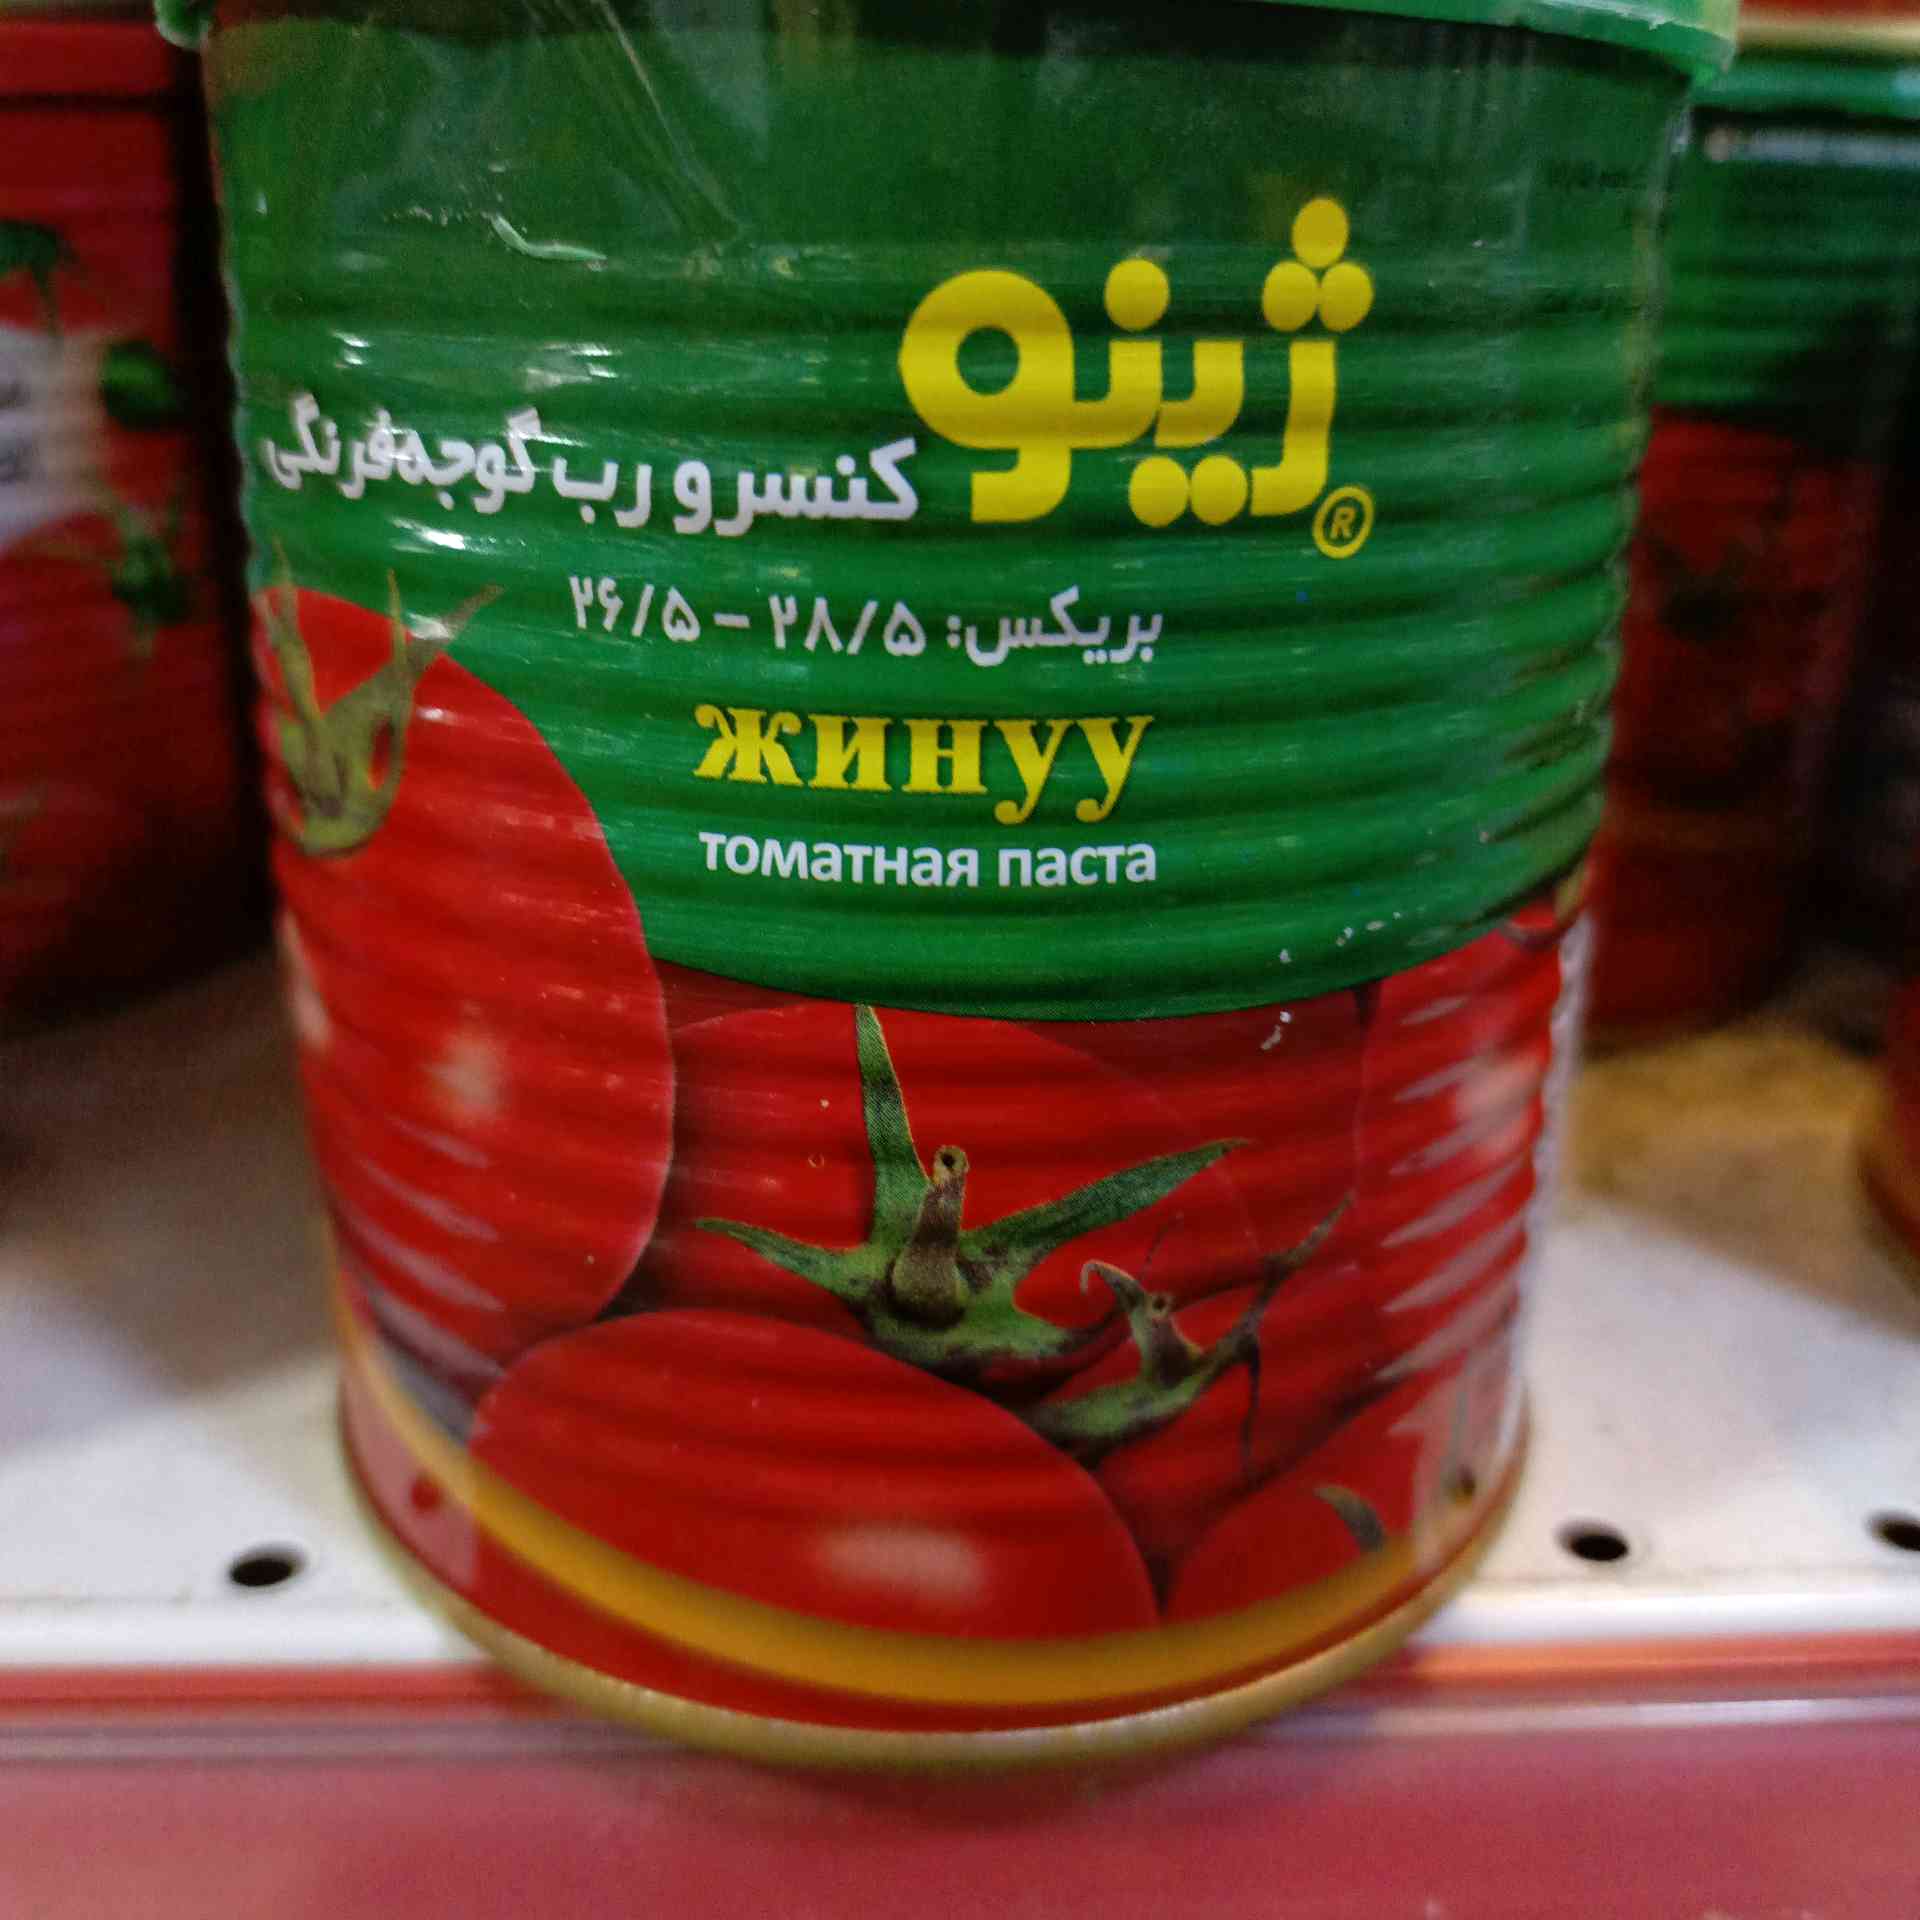 ژینو
®
کنسرو رب گوجه‌فرنگی
بریکس: ۲۸/۵ - ۲۶/۵
жинуу
томатная паста